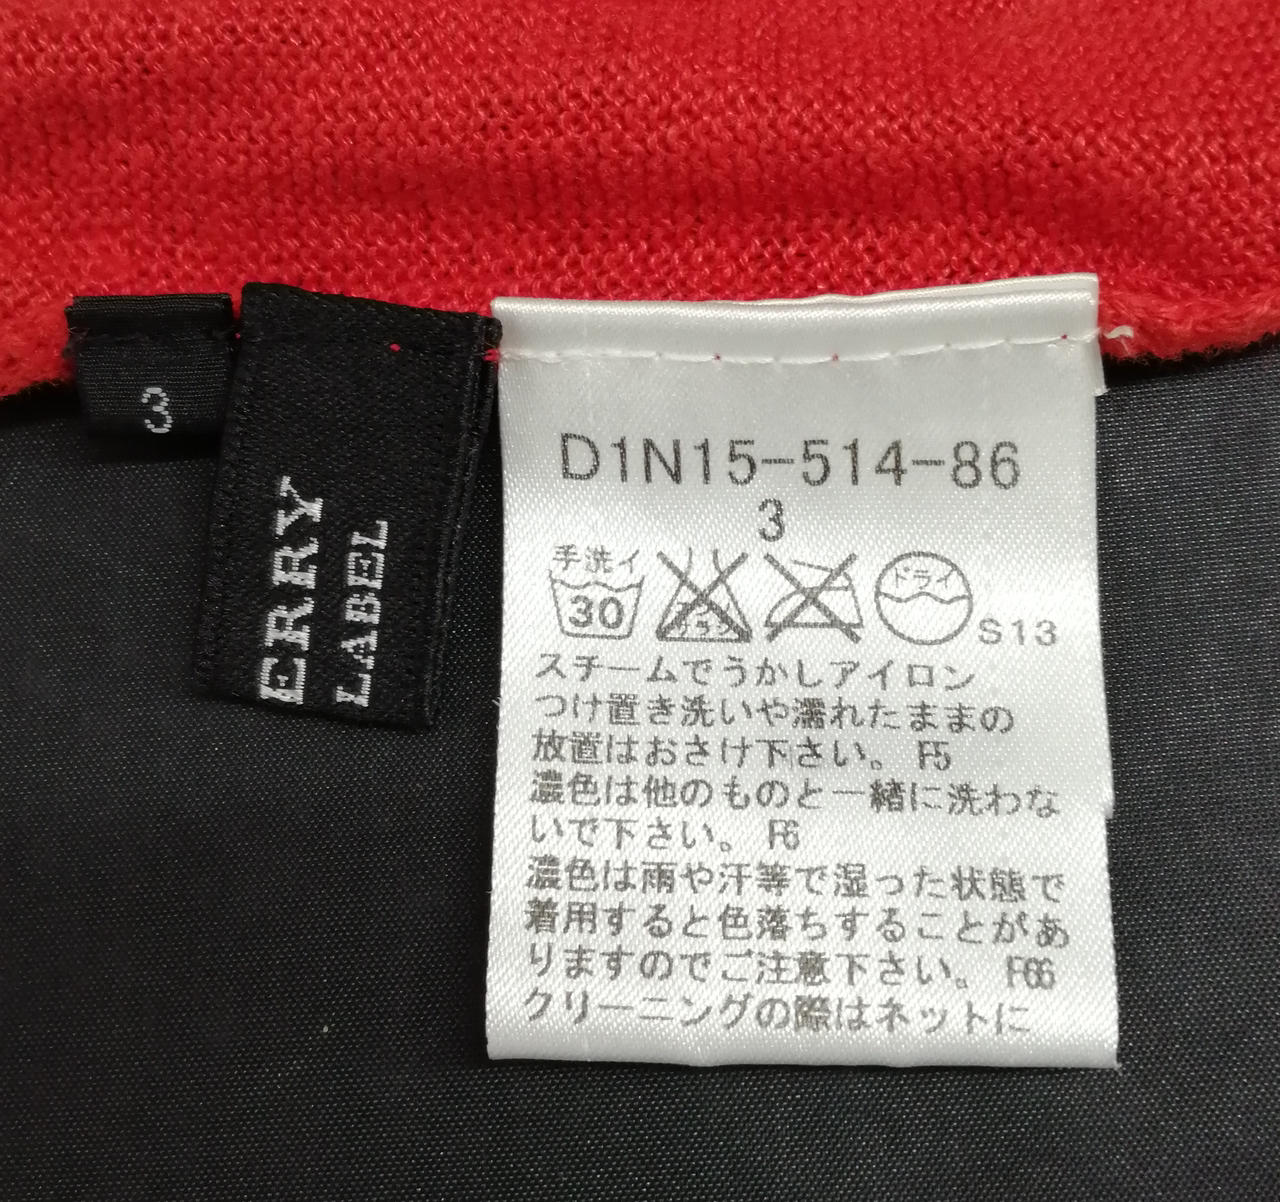 3
ERRY
LABEL
D1N15-514-86
3
手洗イ
30
ドライ
S13
スチームでうかしアイロン
つけ置き洗いや濡れたままの
放置はおさけ下さい。 F5
濃色は他のものと一緒に洗わな
いで下さい。 F6
濃色は雨や汗等で湿った状態で
着用すると色落ちすることがあ
りますのでご注意下さい。 F66
クリーニングの際はネットに